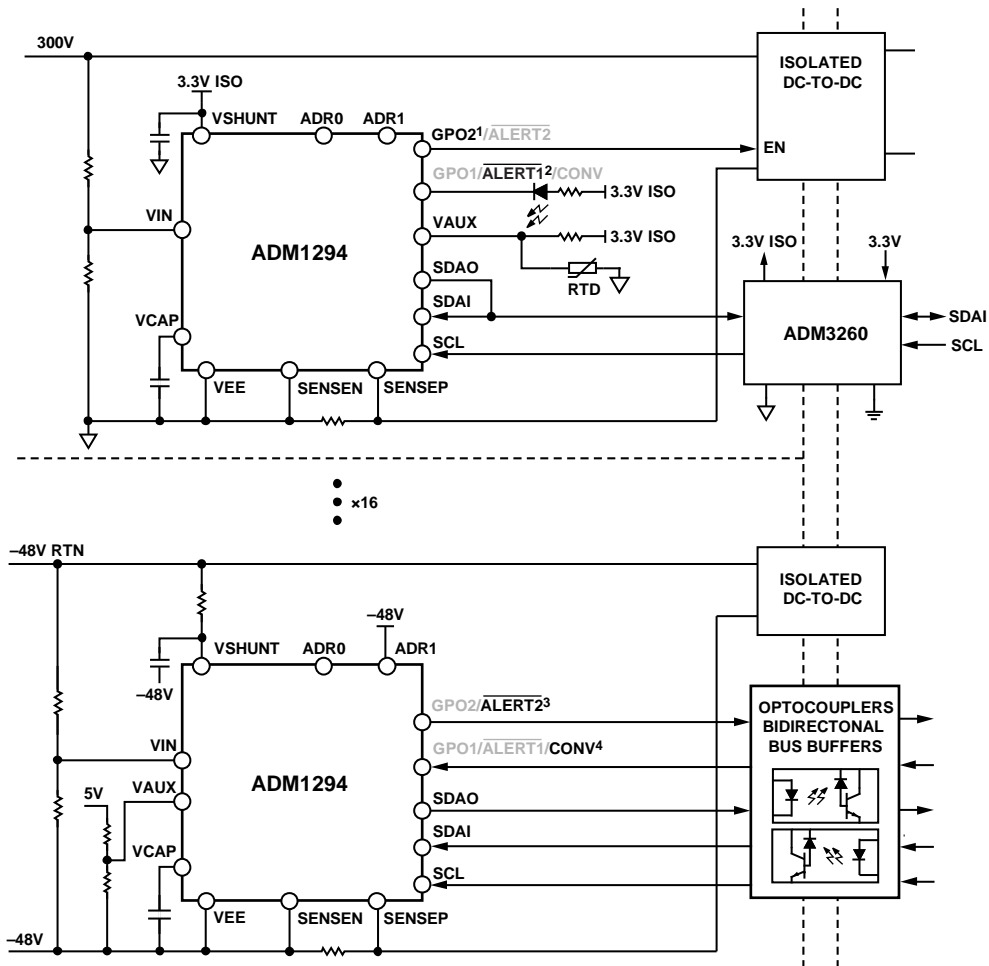 300V
3.3V ISO
VSHUNT ADR0 ADR1
GPO2¹/ALERT2
GPO1/ALERT1²/CONV
3.3V ISO
VIN
VAUX
3.3V ISO
ADM1294
SDAO
RTD
SDAI
VCAP
SCL
VEE SENSEN SENSEP
ISOLATED
DC-TO-DC
EN
3.3V ISO 3.3V
ADM3260
SDAI
SCL
×16
–48V RTN
ISOLATED
DC-TO-DC
–48V
VSHUNT ADR0 ADR1
–48V
GPO2/ALERT2³
GPO1/ALERT1/CONV⁴
VIN
ADM1294
VAUX
5V
SDAO
SDAI
VCAP
SCL
VEE SENSEN SENSEP
–48V
OPTOCOUPLERS
BIDIRECTONAL
BUS BUFFERS